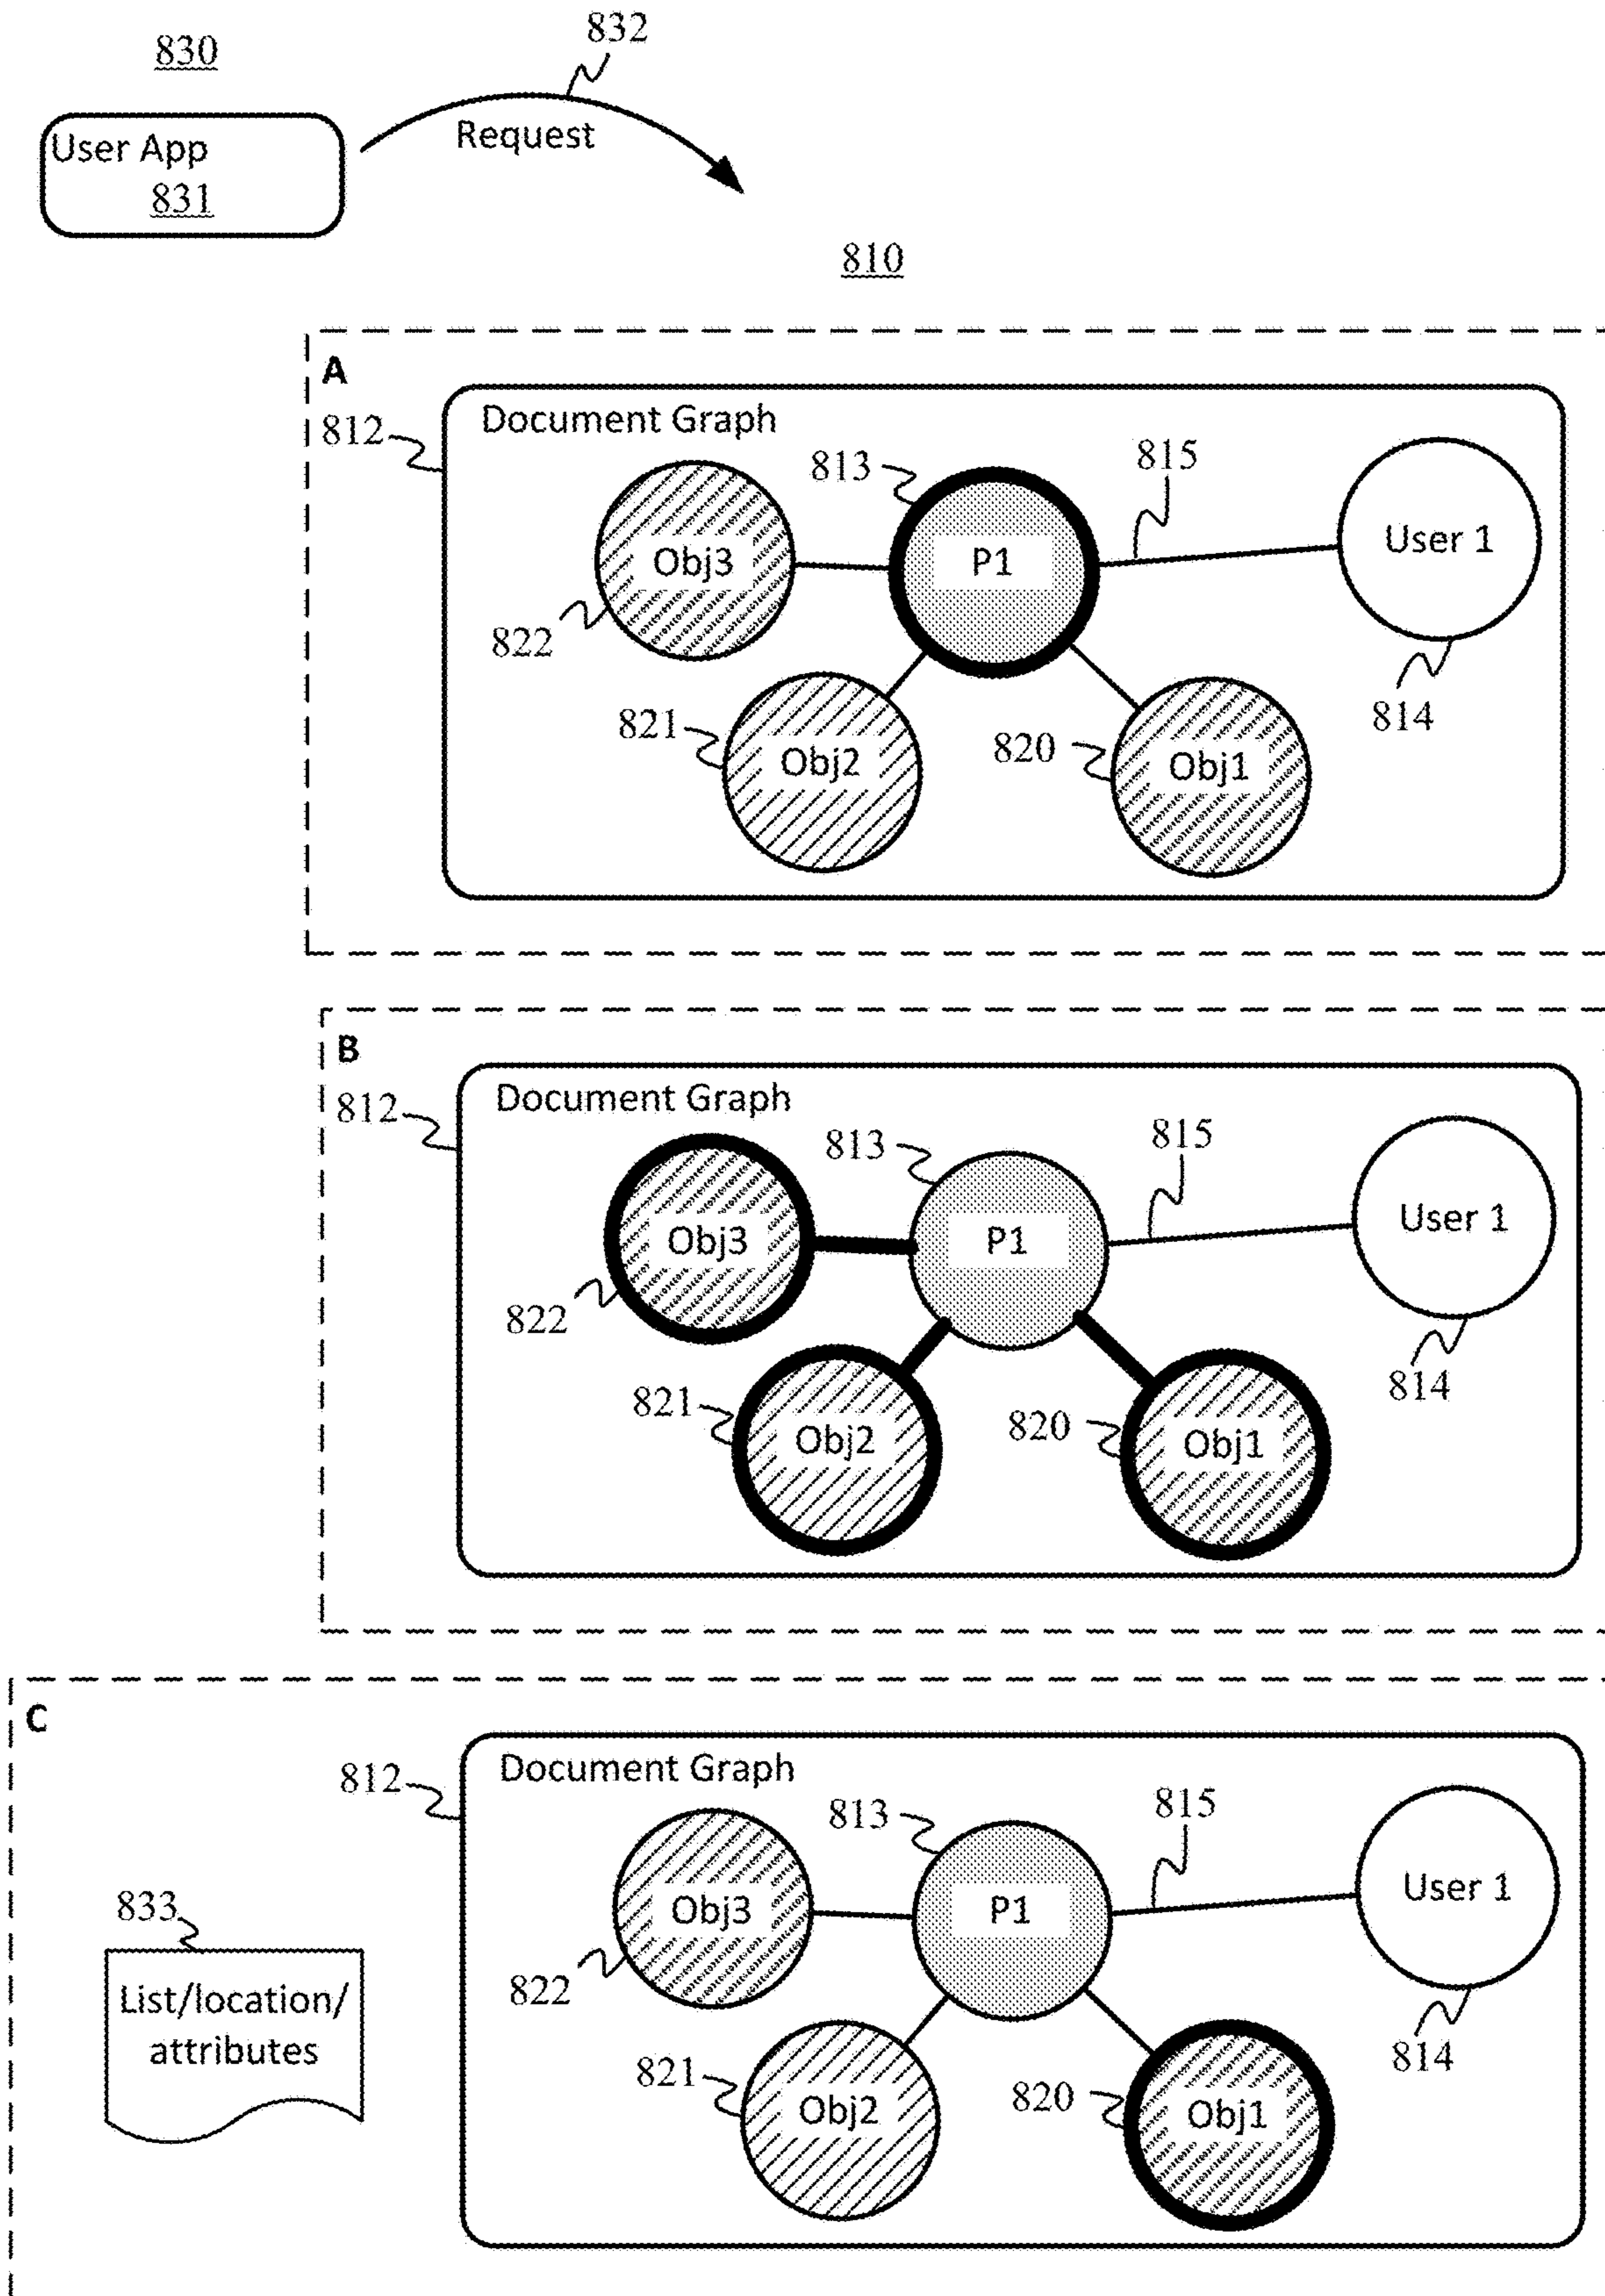 830
832
User App
831
Request
810
A
Document Graph
812
813
815
Obj3
P1
User 1
822
821
820
814
Obj2
Obj1
B
Document Graph
812
813
815
Obj3
P1
User 1
822
821
820
814
Obj2
Obj1
C
Document Graph
812
813
815
833
Obj3
P1
User 1
List/location/
attributes
822
821
820
814
Obj2
Obj1